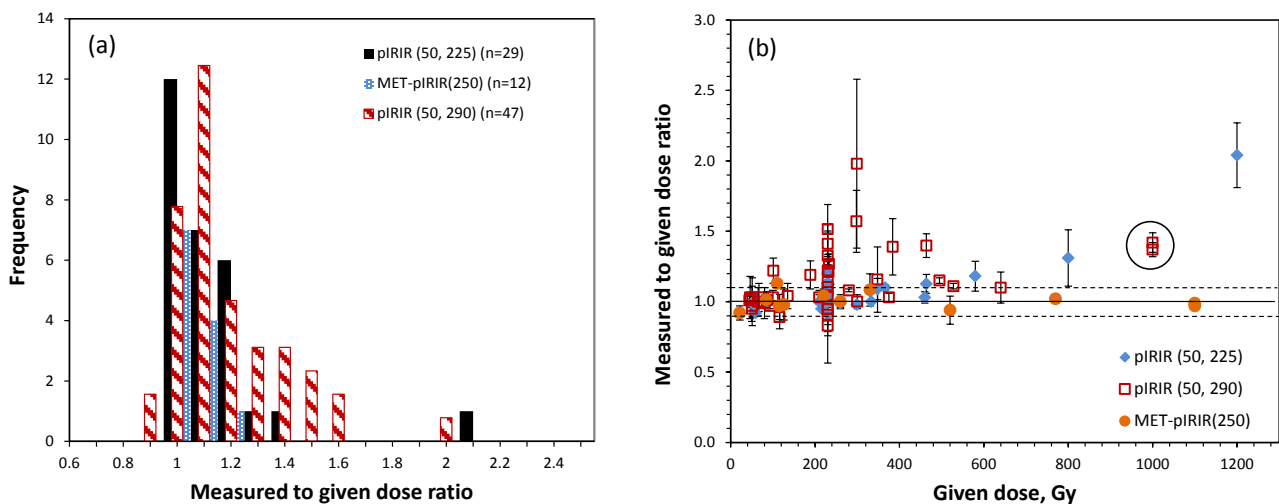 (a)
pIRIR (50, 225) (n=29)
MET-pIRIR(250) (n=12)
pIRIR (50, 290) (n=47)
Frequency
14
12
10
8
6
4
2
0
0.6 0.8 1 1.2 1.4 1.6 1.8 2 2.2 2.4
Measured to given dose ratio
(b)
Measured to given dose ratio
3.0
2.5
2.0
1.5
1.0
0.5
0.0
pIRIR (50, 225)
pIRIR (50, 290)
MET-pIRIR(250)
0 200 400 600 800 1000 1200
Given dose, Gy